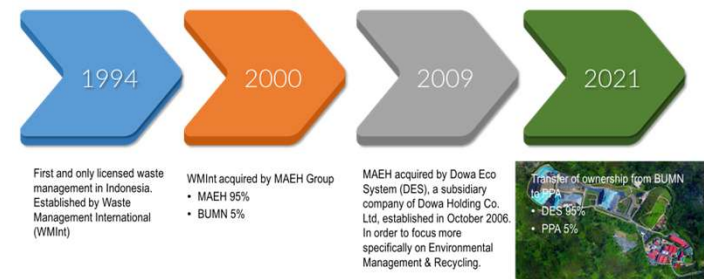 1994
2000
2009
2021
First and only licensed waste
management in Indonesia.
Established by Waste
Management International
(WMInt)
WMInt acquired by MAEH Group
• MAEH 95%
• BUMN 5%
MAEH acquired by Dowa Eco
System (DES), a subsidiary
company of Dowa Holding Co.
Ltd, established in October 2006.
In order to focus more
specifically on Environmental
Management & Recycling.
Transfer of ownership from BUMN
to PPA
• DES 95%
• PPA 5%